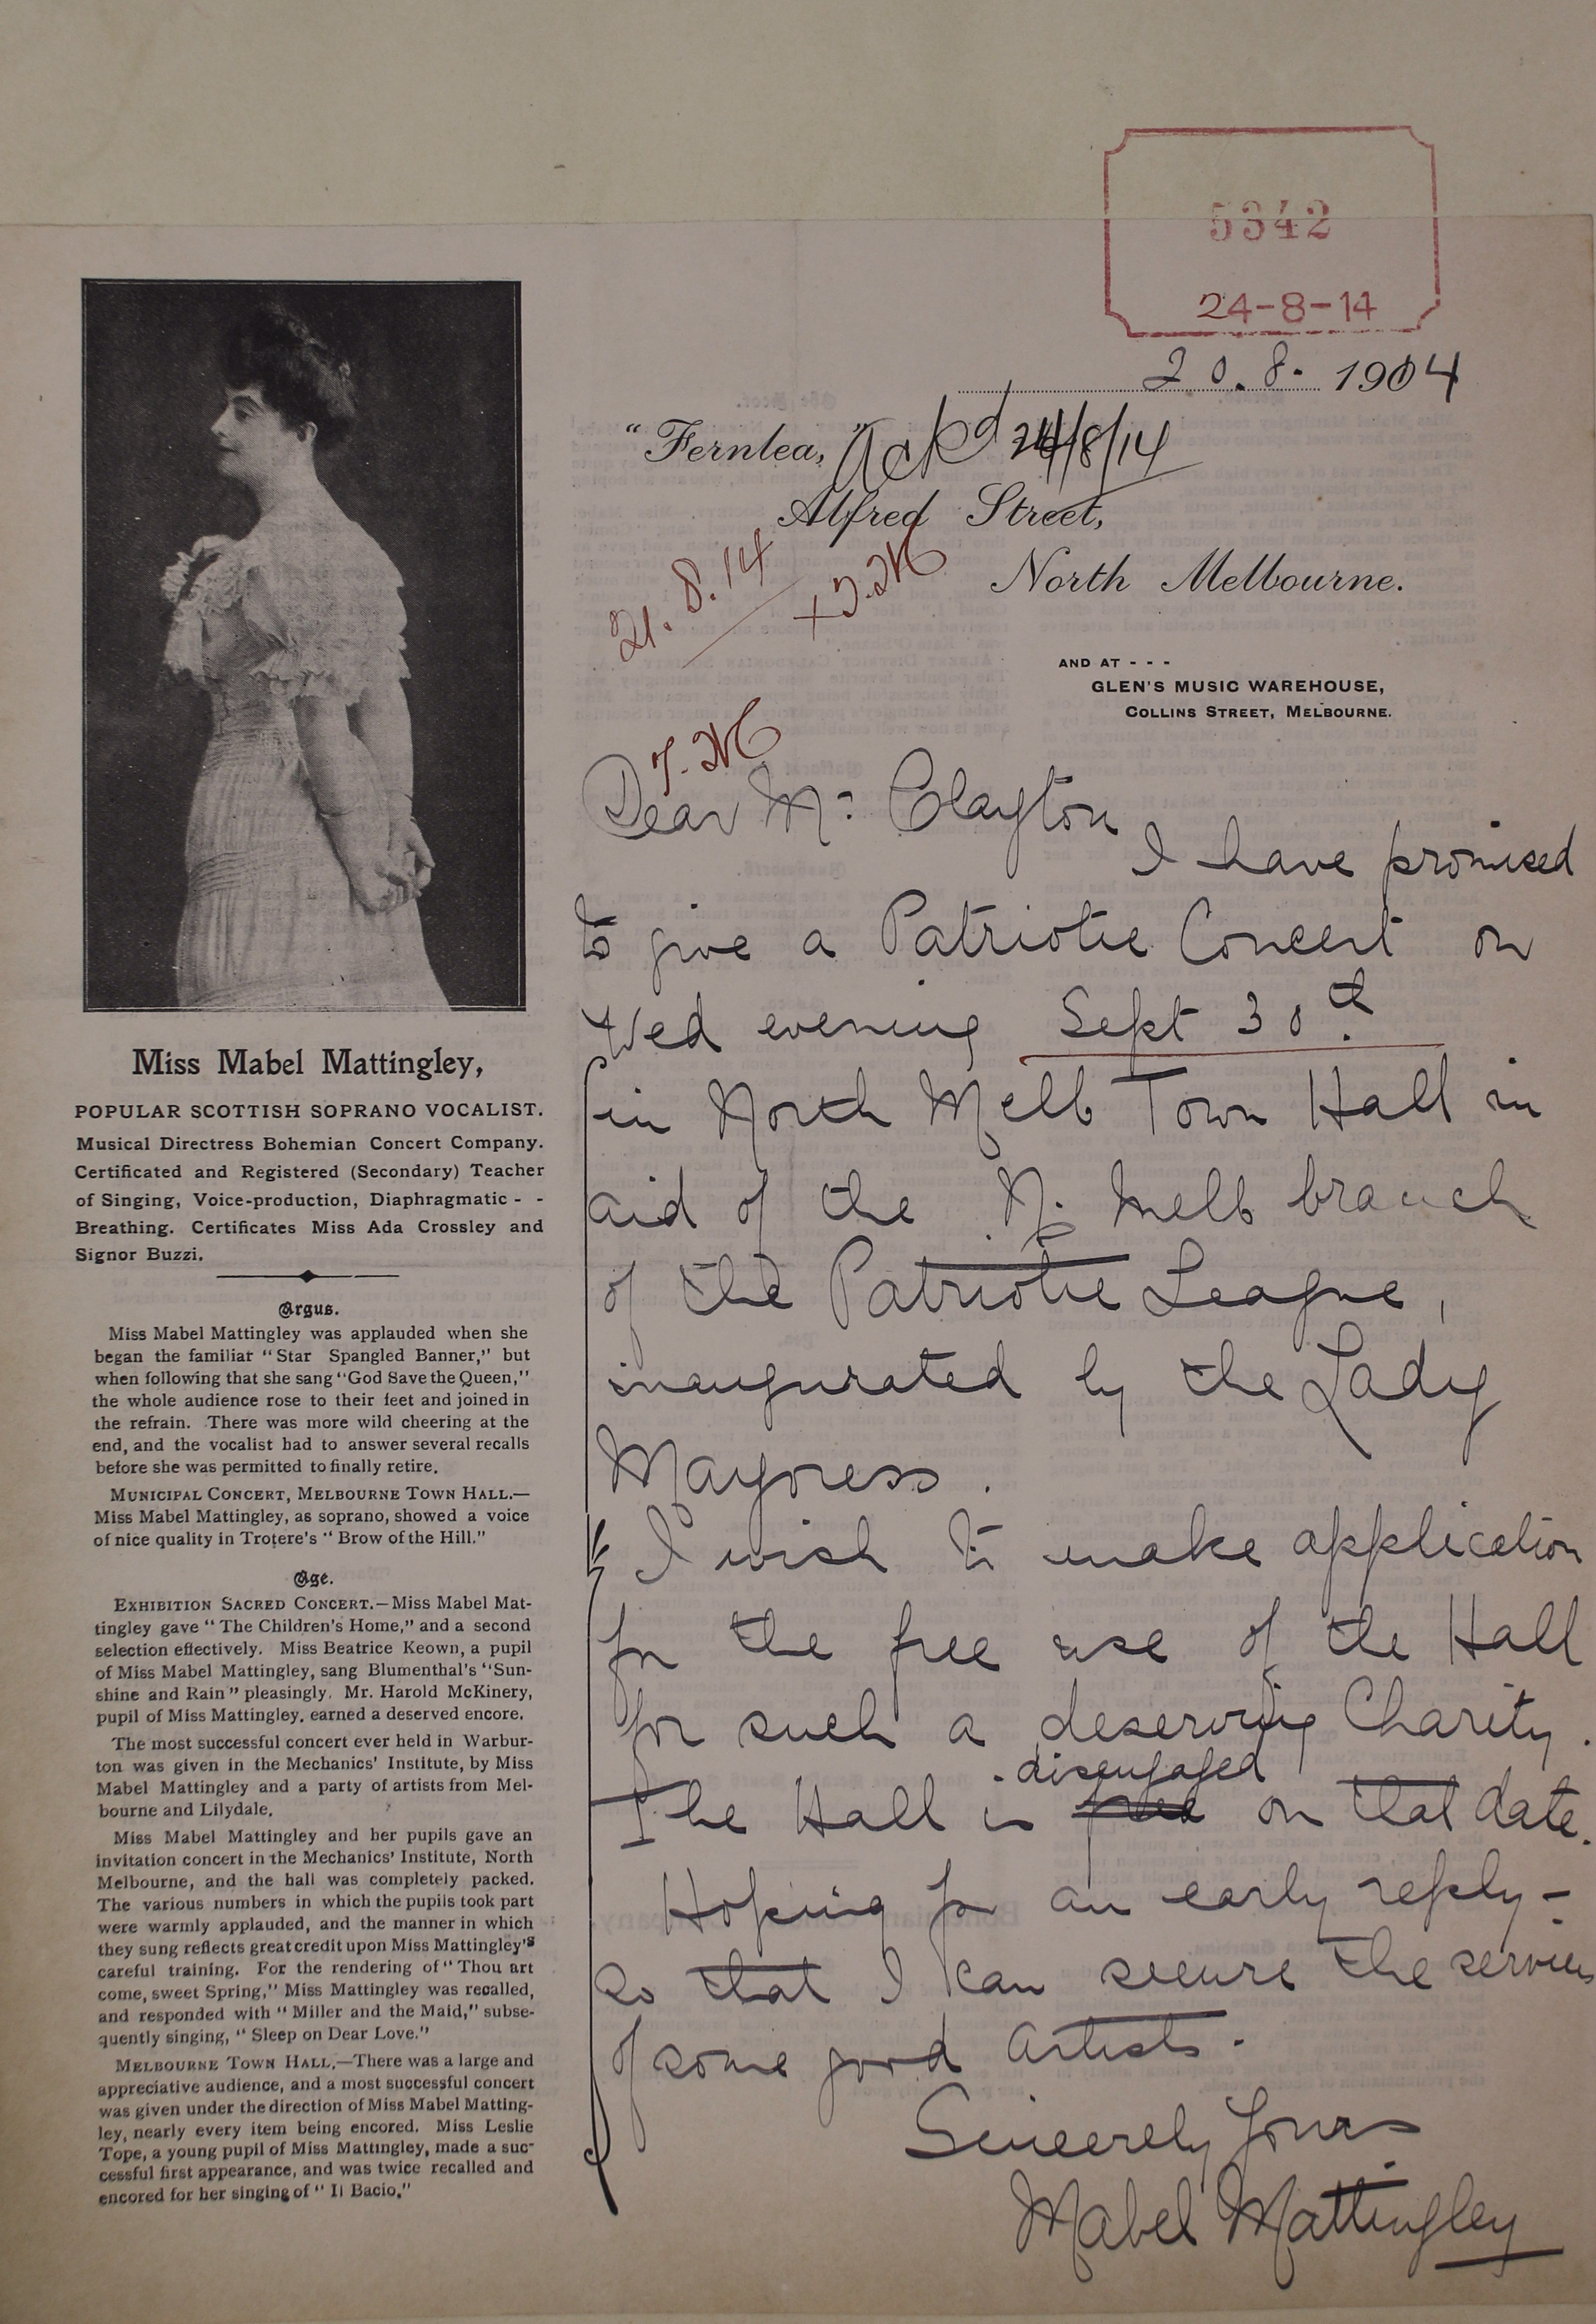 5342
24-8-14
20.8. 1914
"Fernlea,"
Ackd 24/8/14
Alfred Street,
North Melbourne.
21.8.14
AND AT - - -
GLEN'S MUSIC WAREHOUSE,
COLLINS STREET, MELBOURNE.
Dear Mr Clayton
I have promised
to give a Patriotic Concert on
Wed evening Sept 30th
in North Melb Town Hall in
aid of the N. Melb branch
of the Patriotic League,
inaugurated by the Lady
Mayoress.
I wish to make application
for the free use of the Hall
for such a deserving Charity.
disengaged
The Hall is free on that date.
Hoping for an early reply -
so that I can secure the services
of some good Artists.
Sincerely Yours
Mabel Mattingley
Miss Mabel Mattingley,
POPULAR SCOTTISH SOPRANO VOCALIST.
Musical Directress Bohemian Concert Company.
Certificated and Registered (Secondary) Teacher
of Singing, Voice-production, Diaphragmatic - -
Breathing. Certificates Miss Ada Crossley and
Signor Buzzi.
Argus.
Miss Mabel Mattingley was applauded when she
began the familiar "Star Spangled Banner," but
when following that she sang "God Save the Queen,"
the whole audience rose to their feet and joined in
the refrain. There was more wild cheering at the
end, and the vocalist had to answer several recalls
before she was permitted to finally retire.
MUNICIPAL CONCERT, MELBOURNE TOWN HALL.—
Miss Mabel Mattingley, as soprano, showed a voice
of nice quality in Trotere's "Brow of the Hill."
Age.
EXHIBITION SACRED CONCERT.—Miss Mabel Mat-
tingley gave "The Children's Home," and a second
selection effectively. Miss Beatrice Keown, a pupil
of Miss Mabel Mattingley, sang Blumenthal's "Sun-
shine and Rain" pleasingly. Mr. Harold McKinery,
pupil of Miss Mattingley, earned a deserved encore.
The most successful concert ever held in Warbur-
ton was given in the Mechanics' Institute, by Miss
Mabel Mattingley and a party of artists from Mel-
bourne and Lilydale.
Miss Mabel Mattingley and her pupils gave an
invitation concert in the Mechanics' Institute, North
Melbourne, and the hall was completely packed.
The various numbers in which the pupils took part
were warmly applauded, and the manner in which
they sung reflects great credit upon Miss Mattingley's
careful training. For the rendering of "Thou art
come, sweet Spring," Miss Mattingley was recalled,
and responded with "Miller and the Maid," subse-
quently singing, "Sleep on Dear Love."
MELBOURNE TOWN HALL.—There was a large and
appreciative audience, and a most successful concert
was given under the direction of Miss Mabel Matting-
ley, nearly every item being encored. Miss Leslie
Tope, a young pupil of Miss Mattingley, made a suc-
cessful first appearance, and was twice recalled and
encored for her singing of "Il Bacio."